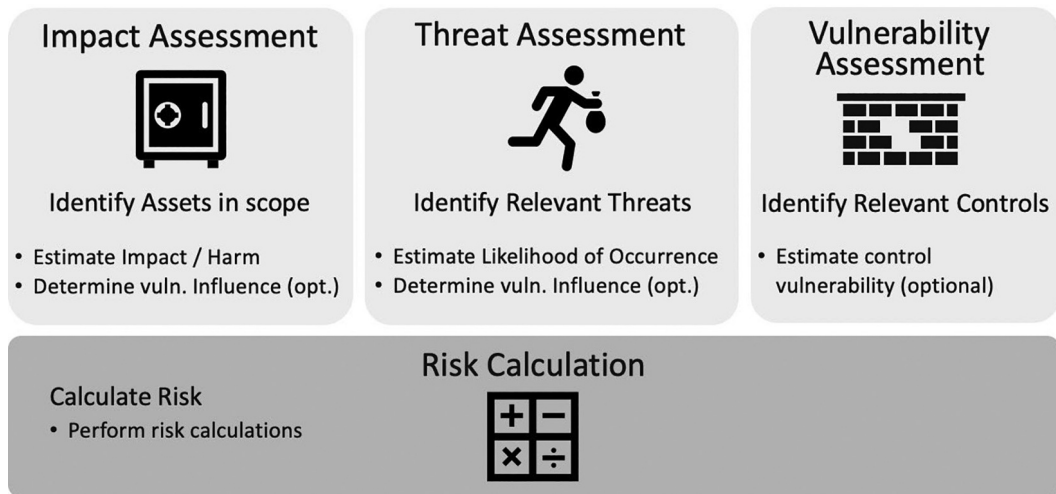 Impact Assessment
Identify Assets in scope
• Estimate Impact / Harm
• Determine vuln. Influence (opt.)
Threat Assessment
Identify Relevant Threats
• Estimate Likelihood of Occurrence
• Determine vuln. Influence (opt.)
Vulnerability
Assessment
Identify Relevant Controls
• Estimate control
vulnerability (optional)
Risk Calculation
Calculate Risk
• Perform risk calculations